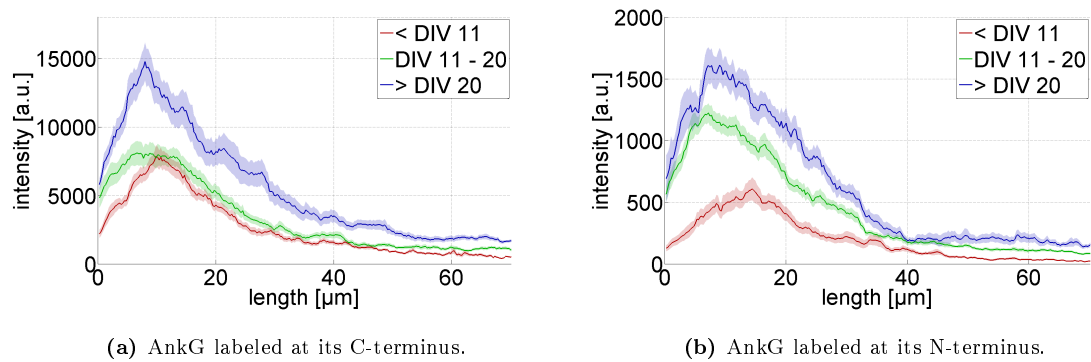 15000
10000
5000
0
0
20
40
60
intensity [a.u.]
length [µm]
< DIV 11
DIV 11 - 20
> DIV 20
(a) AnkG labeled at its C-terminus.
2000
1500
1000
500
0
0
20
40
60
intensity [a.u.]
length [µm]
< DIV 11
DIV 11 - 20
> DIV 20
(b) AnkG labeled at its N-terminus.